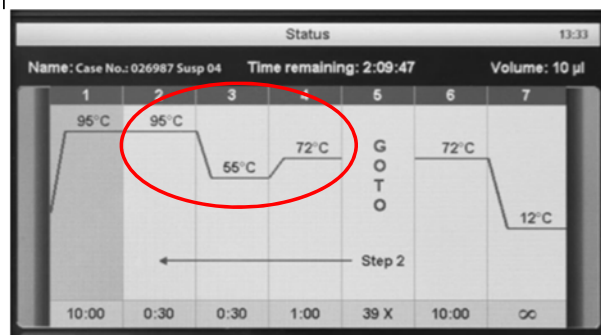 Status 13:33
Name: Case No.: 026987 Susp 04 Time remaining: 2:09:47 Volume: 10 µl
1 2 3 4 5 6 7
95°C 95°C 55°C 72°C GOTO 72°C 12°C
Step 2
10:00 0:30 0:30 1:00 39 X 10:00 ∞